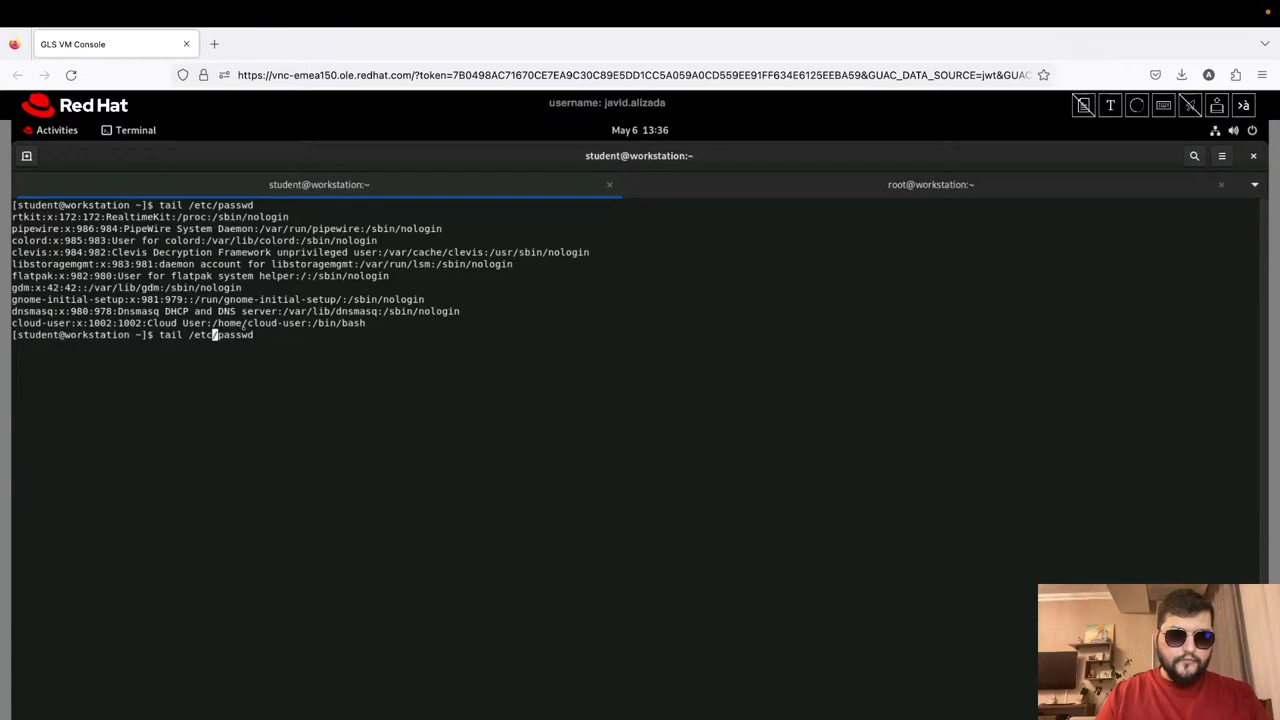 GLS VM Console
https://vnc-emea150.ole.redhat.com/?token=7B0498AC71670CE7EA9C30C89E5DD1CC5A059A0CD559EE91FF634E6125EEBA59&GUAC_DATA_SOURCE=jwt&GUAC
Red Hat
username: javid.alizada
Activities
Terminal
May 6 13:36
student@workstation:~
student@workstation:~
root@workstation:~
[student@workstation ~]$ tail /etc/passwd
rtkit:x:172:172:RealtimeKit:/proc:/sbin/nologin
pipewire:x:986:984:PipeWire System Daemon:/var/run/pipewire:/sbin/nologin
colord:x:985:983:User for colord:/var/lib/colord:/sbin/nologin
clevis:x:984:982:Clevis Decryption Framework unprivileged user:/var/cache/clevis:/usr/sbin/nologin
libstoragemgmt:x:983:981:daemon account for libstoragemgmt:/var/run/lsm:/sbin/nologin
flatpak:x:982:980:User for flatpak system helper:/:/sbin/nologin
gdm:x:42:42::/var/lib/gdm:/sbin/nologin
gnome-initial-setup:x:981:979::/run/gnome-initial-setup/:/sbin/nologin
dnsmasq:x:980:978:Dnsmasq DHCP and DNS server:/var/lib/dnsmasq:/sbin/nologin
cloud-user:x:1002:1002:Cloud User:/home/cloud-user:/bin/bash
[student@workstation ~]$ tail /etc/passwd